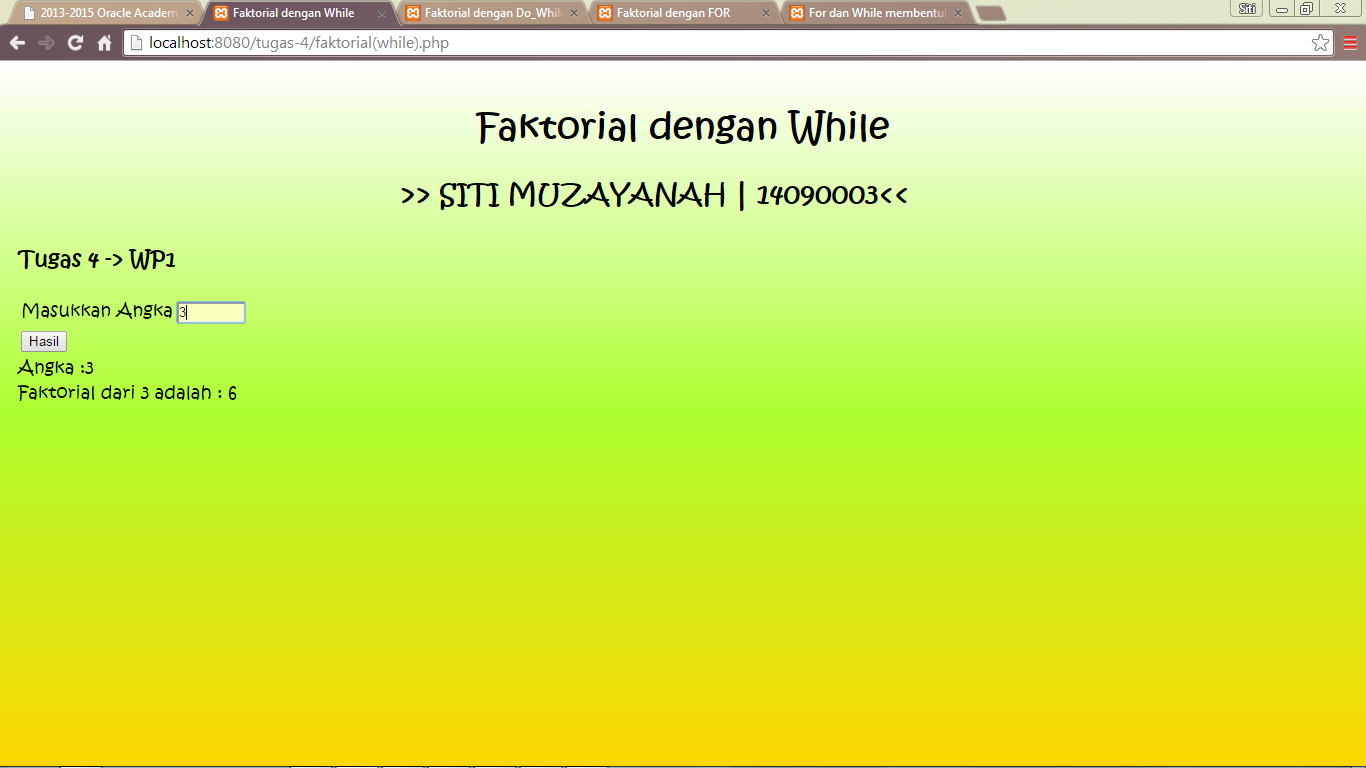 2013-2015 Oracle Academ
Faktorial dengan While
Faktorial dengan Do_Whil
Faktorial dengan FOR
For dan While membentul
Siti
localhost:8080/tugas-4/faktorial(while).php
Faktorial dengan While
>> SITI MUZAYANAH | 14090003<<
Tugas 4 -> WP1
Masukkan Angka 3
Hasil
Angka :3
Faktorial dari 3 adalah : 6